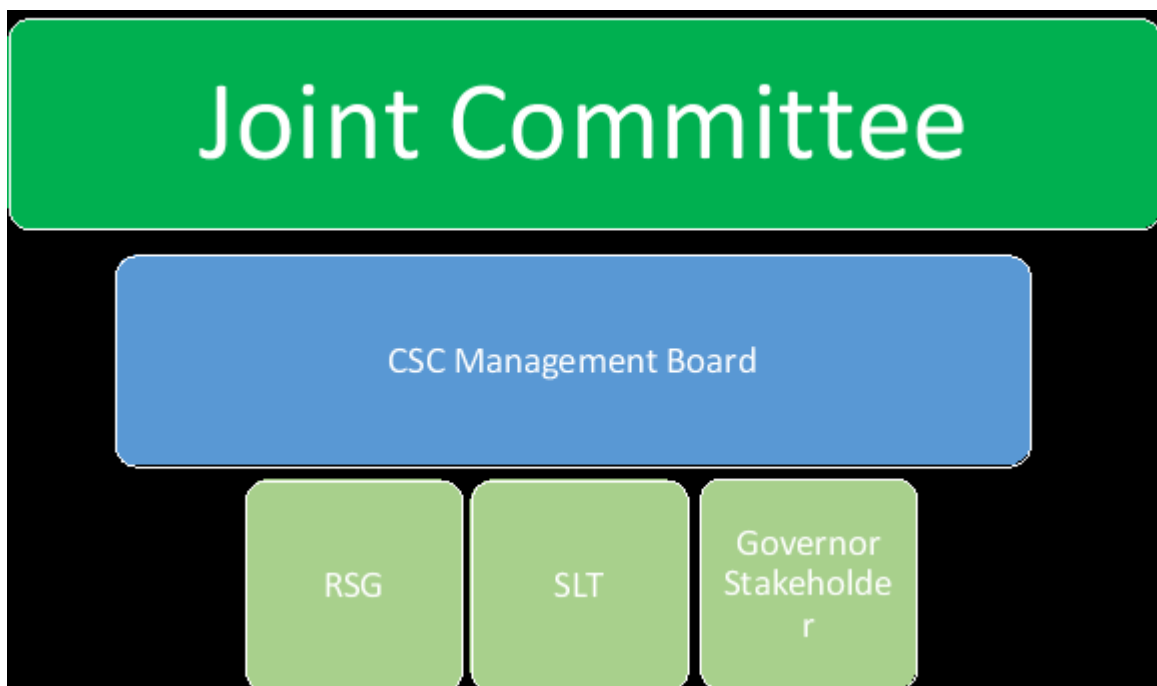 Joint Committee
CSC Management Board
RSG
SLT
Governor
Stakeholde
r